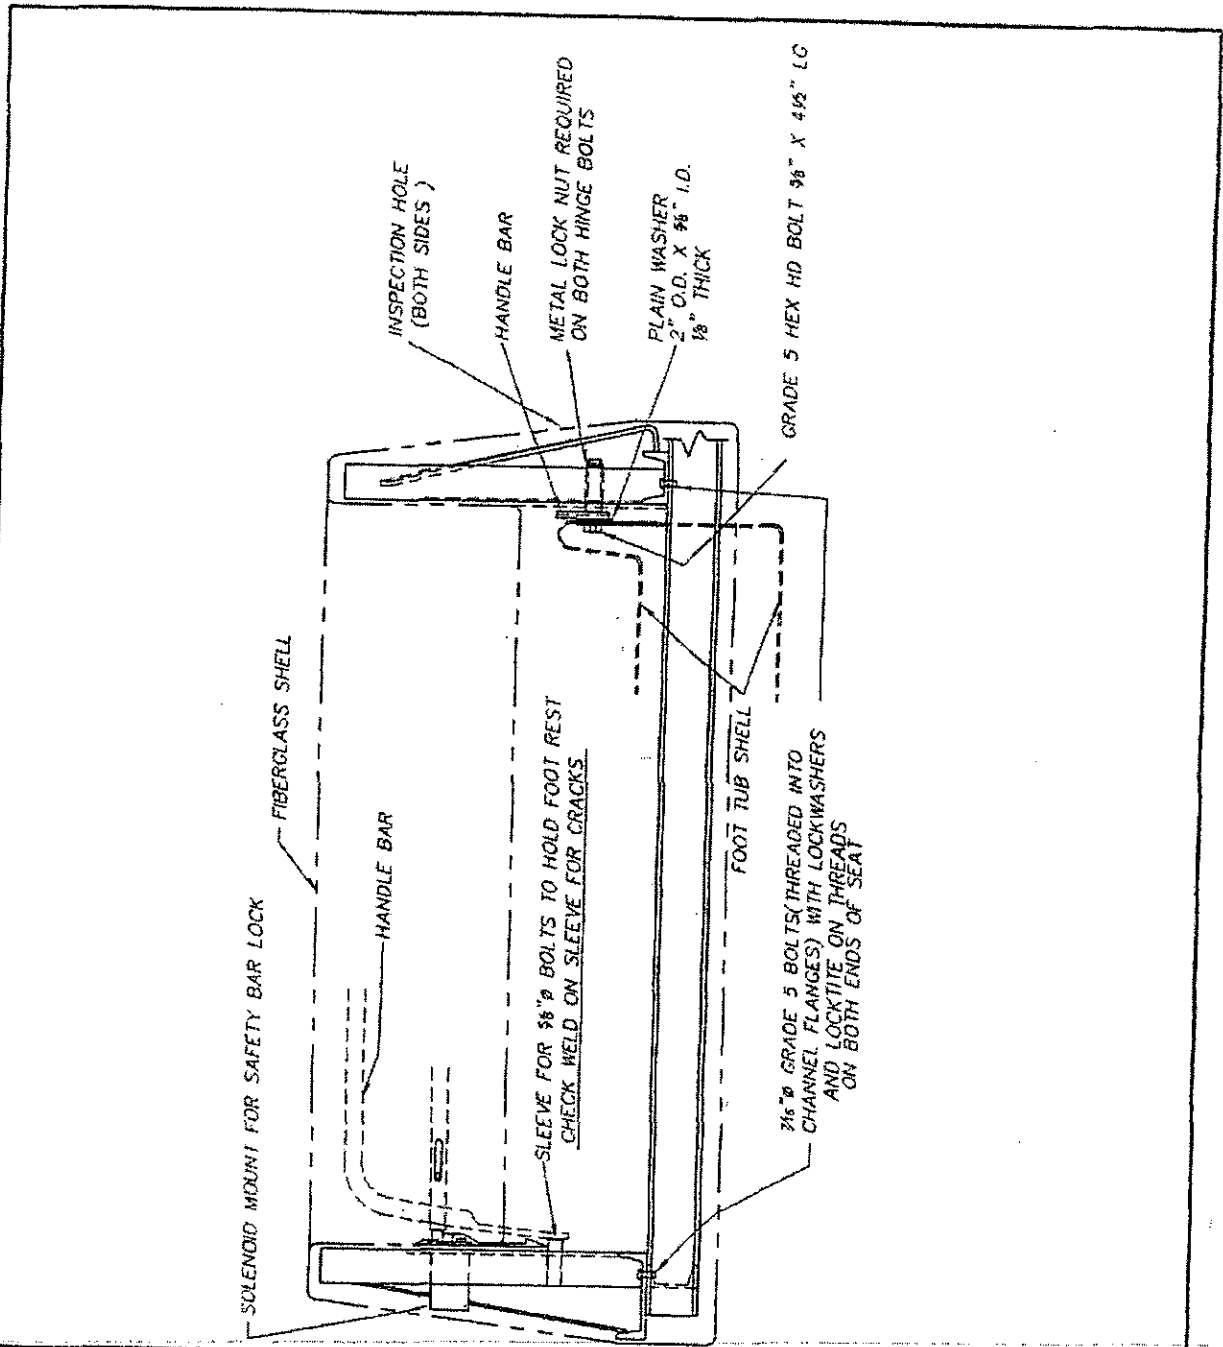 SOLENOID MOUNT FOR SAFETY BAR LOCK
FIBERGLASS SHELL
HANDLE BAR
INSPECTION HOLE
(BOTH SIDES )
HANDLE BAR
METAL LOCK NUT REQUIRED
ON BOTH HINGE BOLTS
PLAIN WASHER
2" O.D. X ⅝" I.D.
⅛" THICK
GRADE 5 HEX HD BOLT ⅝" X 4½" LG
SLEEVE FOR ⅝"ø BOLTS TO HOLD FOOT REST
CHECK WELD ON SLEEVE FOR CRACKS
FOOT TUB SHELL
7/16"ø GRADE 5 BOLTS(THREADED INTO
CHANNEL FLANGES) WITH LOCKWASHERS
AND LOCKTITE ON THREADS
ON BOTH ENDS OF SEAT